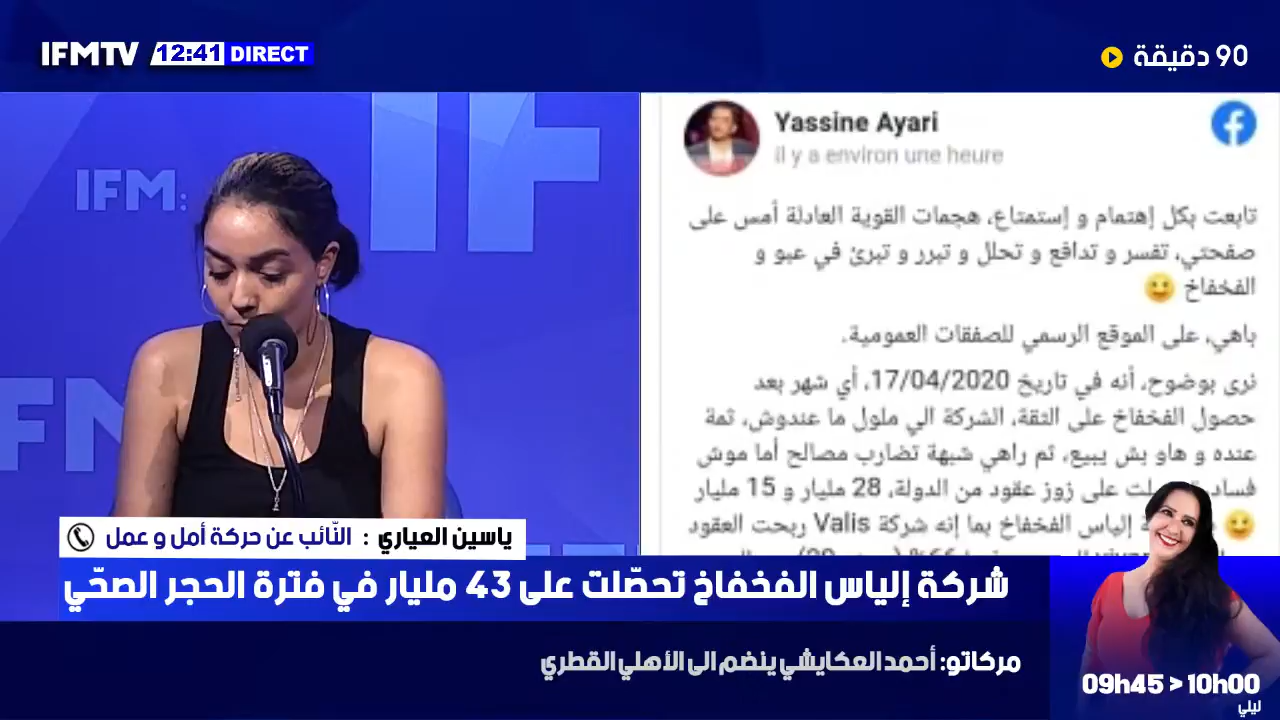 IFMTV 12:41 DIRECT
90 دقيقة
IFM:
Yassine Ayari
il y a environ une heure
تابعت بكل إهتمام و إستمتاع، هجمات القوية العادلة أمس على
صفحتي، تفسر و تدافع و تحلل و تبرر و تبرئ في عبو و
الفخفاخ 🙂
باهي، على الموقع الرسمي للصفقات العمومية.
نرى بوضوح، أنه في تاريخ 17/04/2020، أي شهر بعد
حصول الفخفاخ على الثقة، الشركة الي ملول ما عندوش، ثمة
عنده و هاو بش يبيع، ثم راهي شبهة تضارب مصالح أما موش
فساد لت على زوز عقود من الدولة، 28 مليار و 15 مليار
🙂 إلياس الفخفاخ بما إنه شركة Valis ربحت العقود
ياسين العياري : النّائب عن حركة أمل و عمل
شركة إلياس الفخفاخ تحصّلت على 43 مليار في فترة الحجر الصحّي
مركاتو: أحمد العكايشي ينضم الى الأهلي القطري
09h45 > 10h00
ليلي